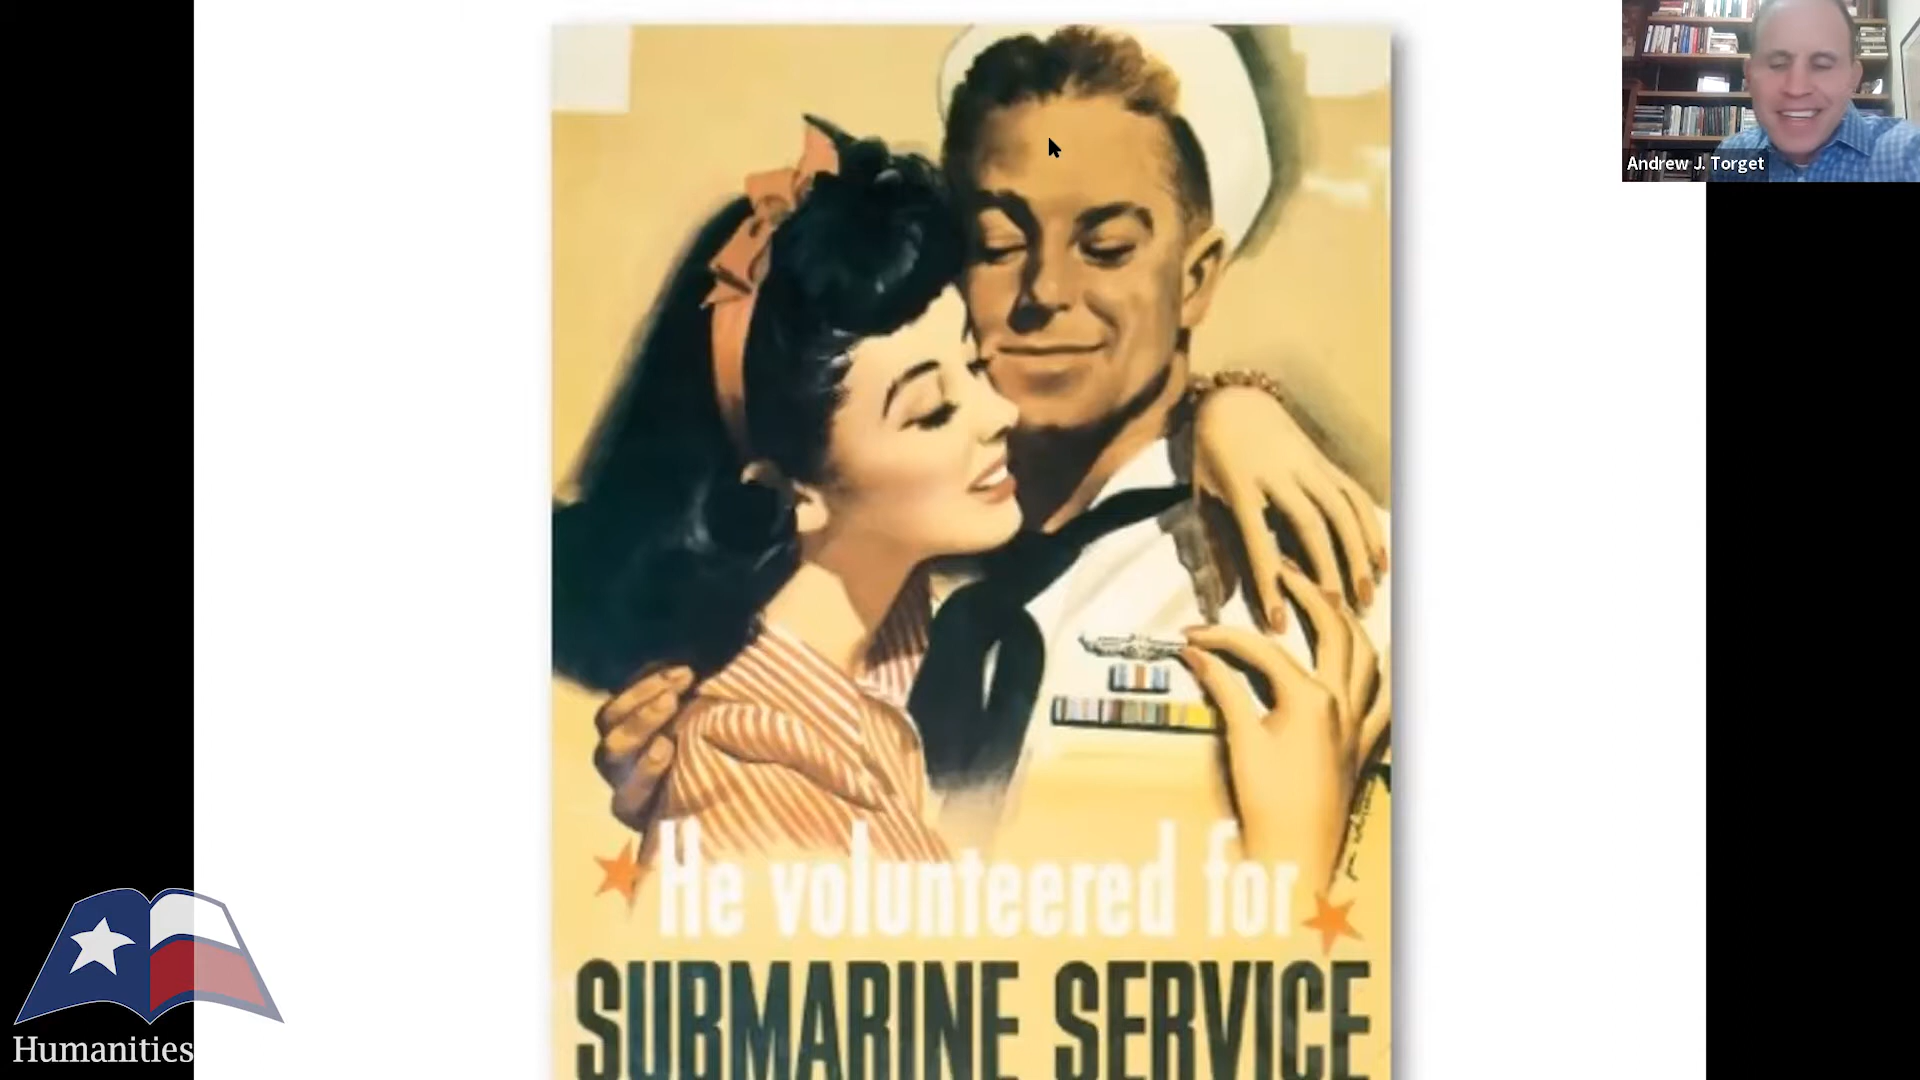 Andrew J. Torget
He volunteered for
SUBMARINE SERVICE
Humanities